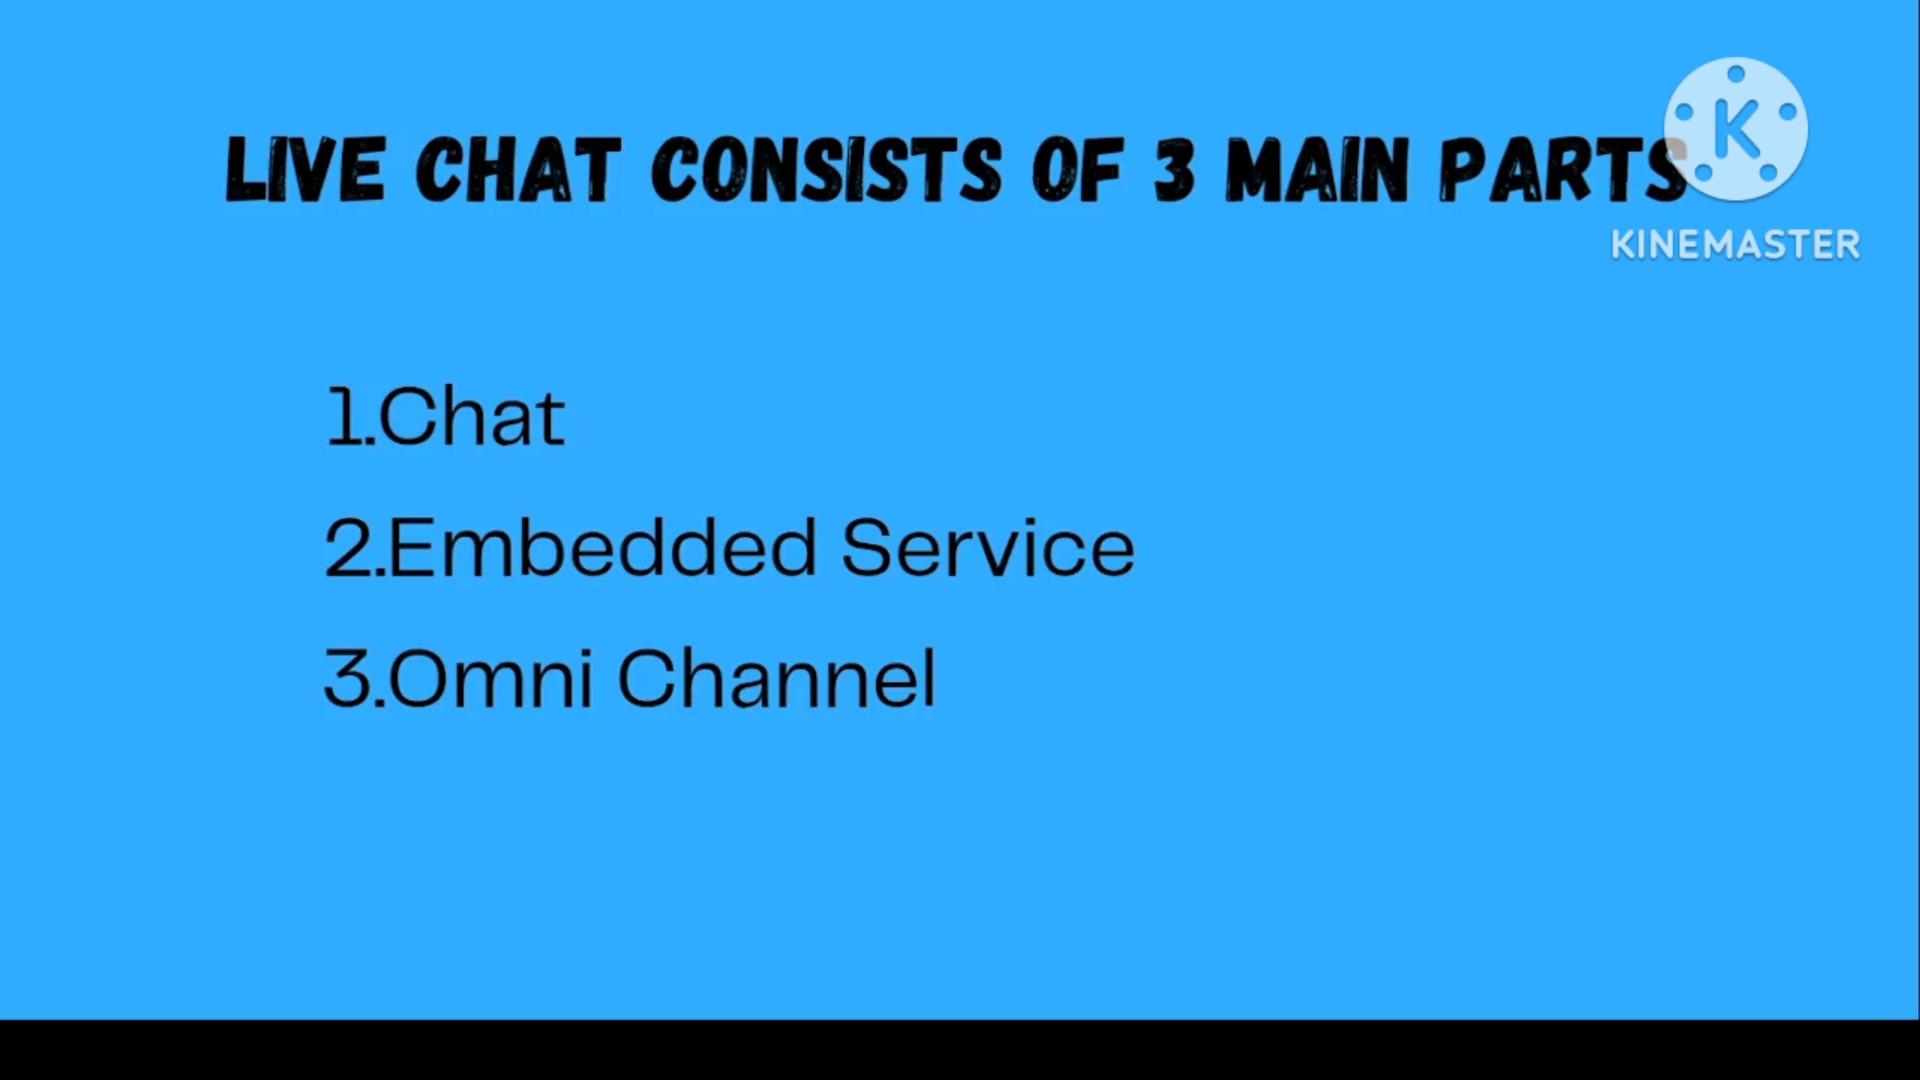 LIVE CHAT CONSISTS OF 3 MAIN PARTS
K
KINEMASTER
1.Chat
2.Embedded Service
3.Omni Channel